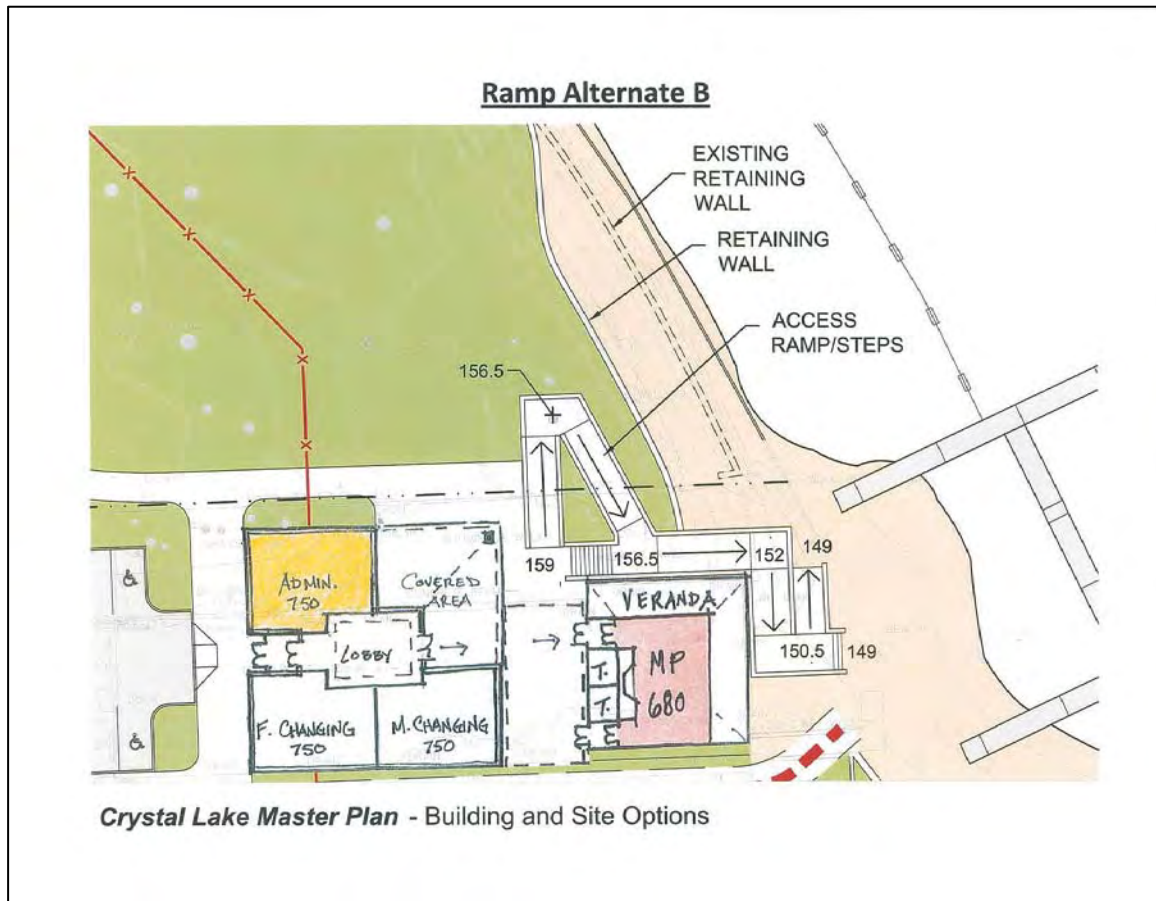 Ramp Alternate B
EXISTING
RETAINING
WALL
RETAINING
WALL
ACCESS
RAMP/STEPS
156.5
159
156.5
152
149
ADMIN.
750
COVERED
AREA
VERANDA
LOBBY
T.
T.
MP
680
150.5
149
F. CHANGING
750
M. CHANGING
750
Crystal Lake Master Plan - Building and Site Options